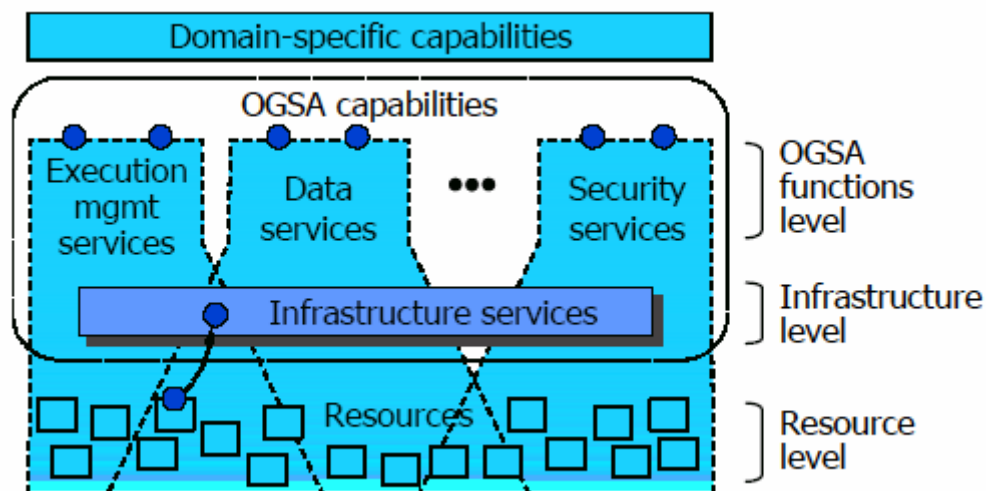 Domain-specific capabilities
OGSA capabilities
Execution
mgmt
services
Data
services
•••
Security
services
OGSA
functions
level
Infrastructure services
Infrastructure
level
Resources
Resource
level